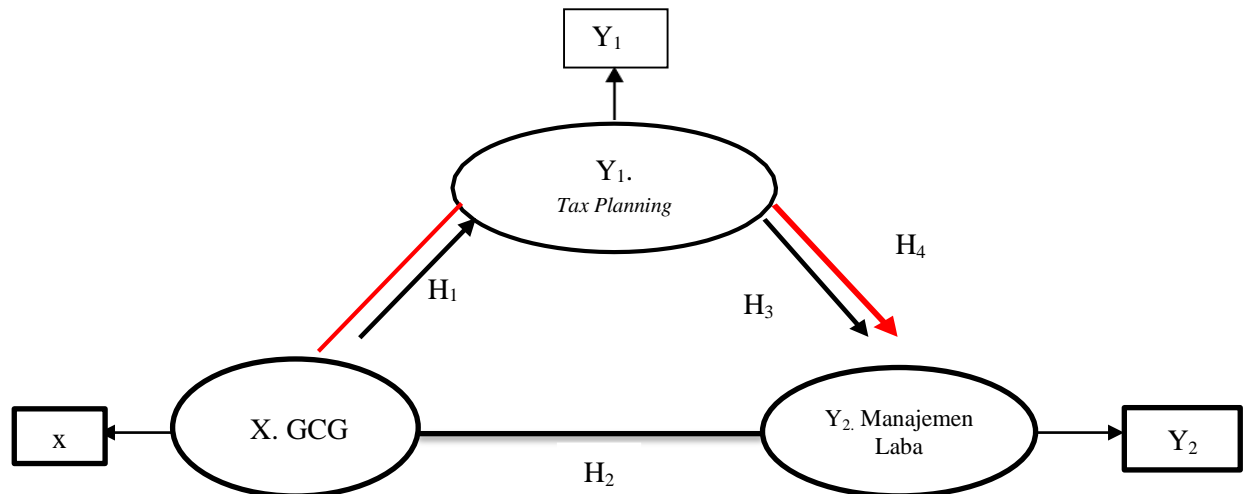 Y₁
Y₁.
Tax Planning
H₄
H₁
H₃
x
X. GCG
Y₂. Manajemen
Laba
Y₂
H₂